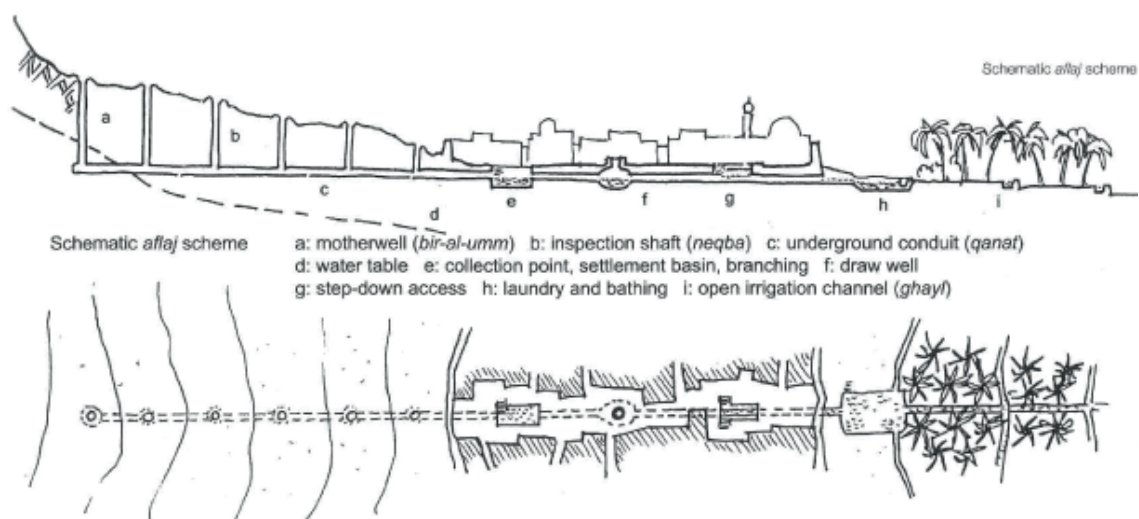 Schematic aflaj scheme
a
b
c
d
e
f
g
h
i
Schematic aflaj scheme
a: motherwell (bir-al-umm) b: inspection shaft (neqba) c: underground conduit (qanat)
d: water table e: collection point, settlement basin, branching f: draw well
g: step-down access h: laundry and bathing i: open irrigation channel (ghayl)